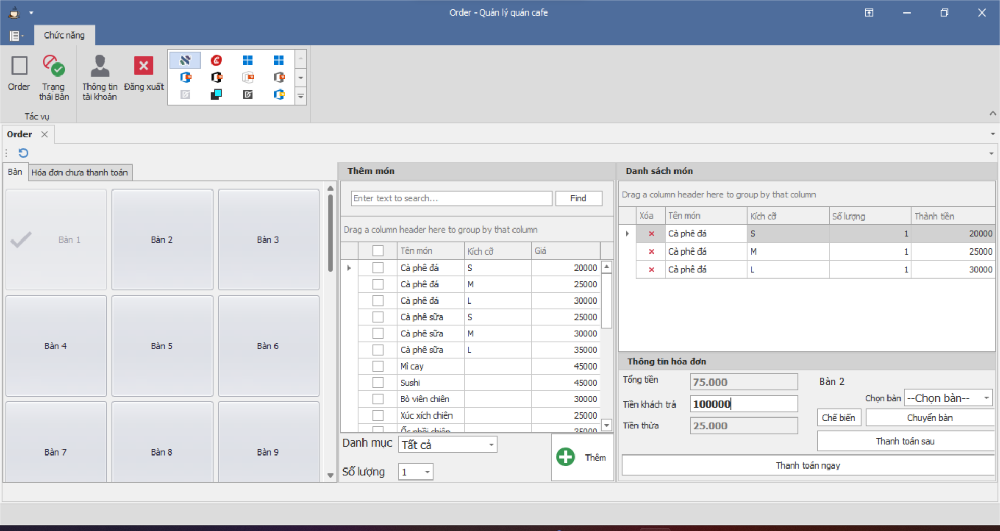 Order - Quản lý quán cafe
Chức năng
Order
Trạng thái Bàn
Thông tin tài khoản
Đăng xuất
Tác vụ
Order
Bàn
Hóa đơn chưa thanh toán
Bàn 1
Bàn 2
Bàn 3
Bàn 4
Bàn 5
Bàn 6
Bàn 7
Bàn 8
Bàn 9
Thêm món
Enter text to search...
Find
Drag a column header here to group by that column
Tên món Kích cỡ Giá
Cà phê đá S 20000
Cà phê đá M 25000
Cà phê đá L 30000
Cà phê sữa S 25000
Cà phê sữa M 30000
Cà phê sữa L 35000
Mì cay 45000
Sushi 45000
Bò viên chiên 30000
Xúc xích chiên 25000
Ốc nhồi chiên 35000
Danh mục Tất cả
Số lượng 1
Thêm
Danh sách món
Drag a column header here to group by that column
Xóa Tên món Kích cỡ Số lượng Thành tiền
Cà phê đá S 1 20000
Cà phê đá M 1 25000
Cà phê đá L 1 30000
Thông tin hóa đơn
Tổng tiền 75.000
Tiền khách trả 100000
Tiền thừa 25.000
Bàn 2
Chọn bàn --Chọn bàn--
Chế biến
Chuyển bàn
Thanh toán sau
Thanh toán ngay